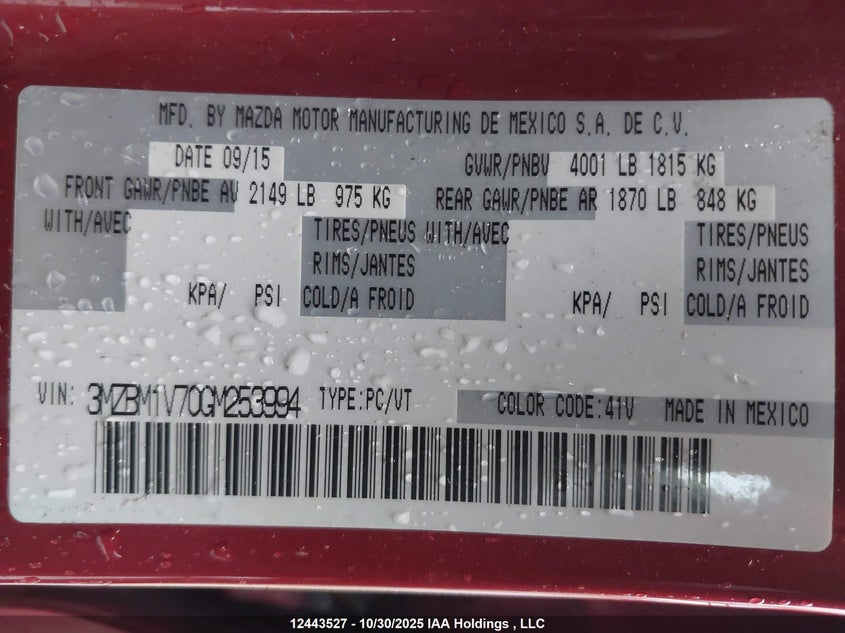 MFD. BY MAZDA MOTOR MANUFACTURING DE MEXICO S.A. DE C.V.
DATE 09/15 GVWR/PNBV 4001 LB 1815 KG
FRONT GAWR/PNBE AV 2149 LB 975 KG REAR GAWR/PNBE AR 1870 LB 848 KG
WITH/AVEC TIRES/PNEUS WITH/AVEC TIRES/PNEUS
RIMS/JANTES RIMS/JANTES
KPA/ PSI COLD/A FROID KPA/ PSI COLD/A FROID
VIN: 3MZBM1V70GM253994 TYPE:PC/VT COLOR CODE:41V MADE IN MEXICO
12443527 - 10/30/2025 IAA Holdings , LLC